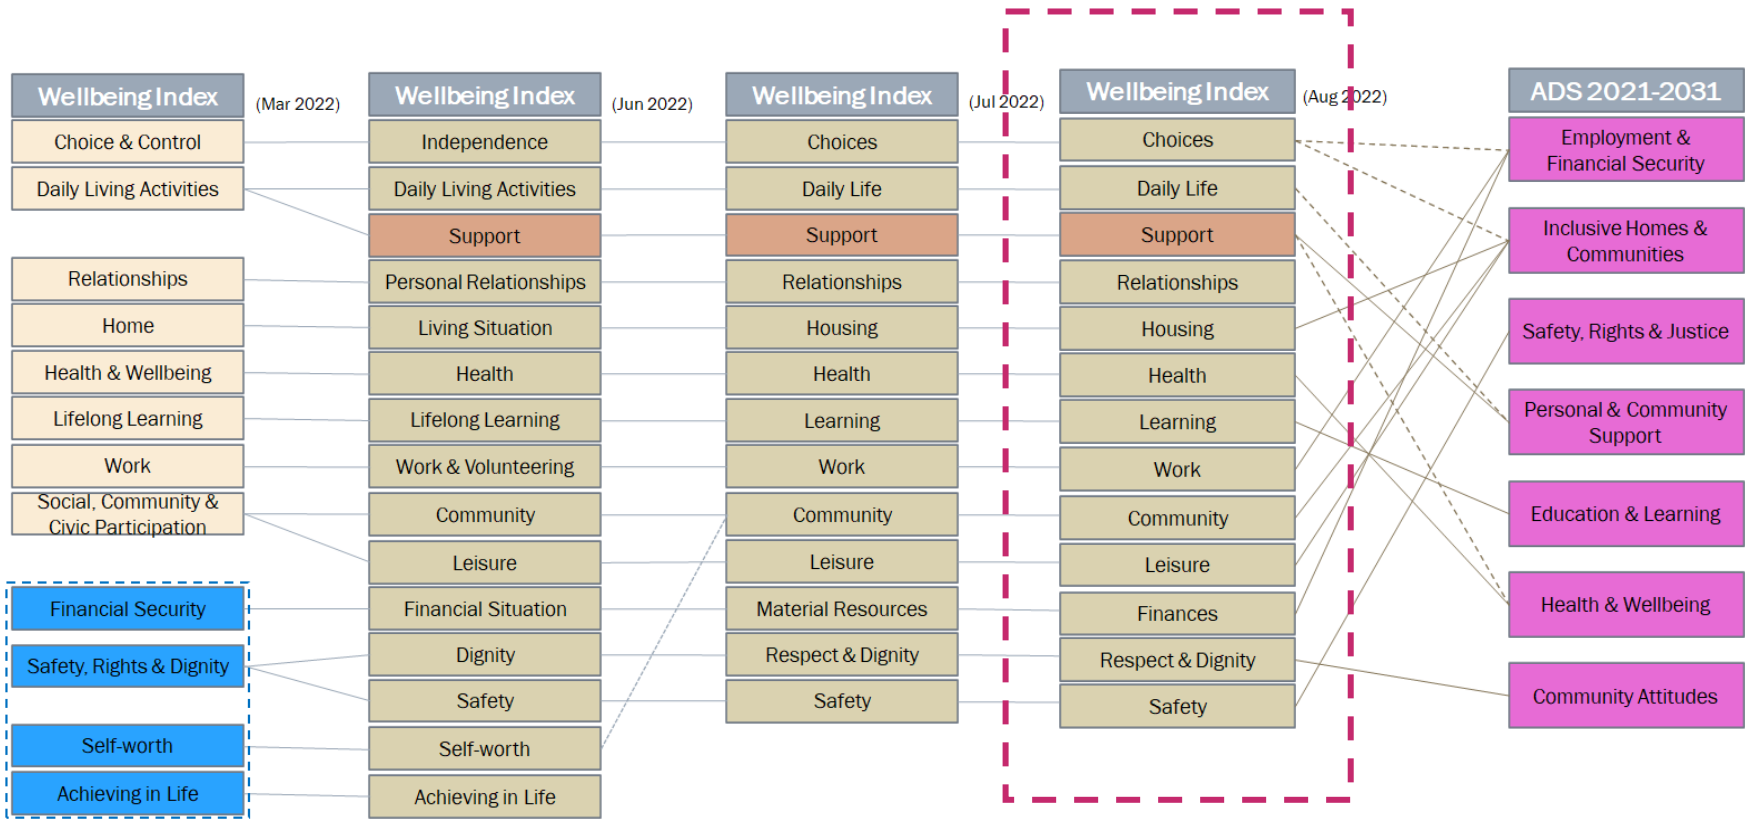 Wellbeing Index
(Mar 2022)
Choice & Control
Daily Living Activities
Relationships
Home
Health & Wellbeing
Lifelong Learning
Work
Social, Community &
Civic Participation
Financial Security
Safety, Rights & Dignity
Self-worth
Achieving in Life
Wellbeing Index
(Jun 2022)
Independence
Daily Living Activities
Support
Personal Relationships
Living Situation
Health
Lifelong Learning
Work & Volunteering
Community
Leisure
Financial Situation
Dignity
Safety
Self-worth
Achieving in Life
Wellbeing Index
(Jul 2022)
Choices
Daily Life
Support
Relationships
Housing
Health
Learning
Work
Community
Leisure
Material Resources
Respect & Dignity
Safety
Wellbeing Index
(Aug 2022)
Choices
Daily Life
Support
Relationships
Housing
Health
Learning
Work
Community
Leisure
Finances
Respect & Dignity
Safety
ADS 2021-2031
Employment &
Financial Security
Inclusive Homes &
Communities
Safety, Rights & Justice
Personal & Community
Support
Education & Learning
Health & Wellbeing
Community Attitudes